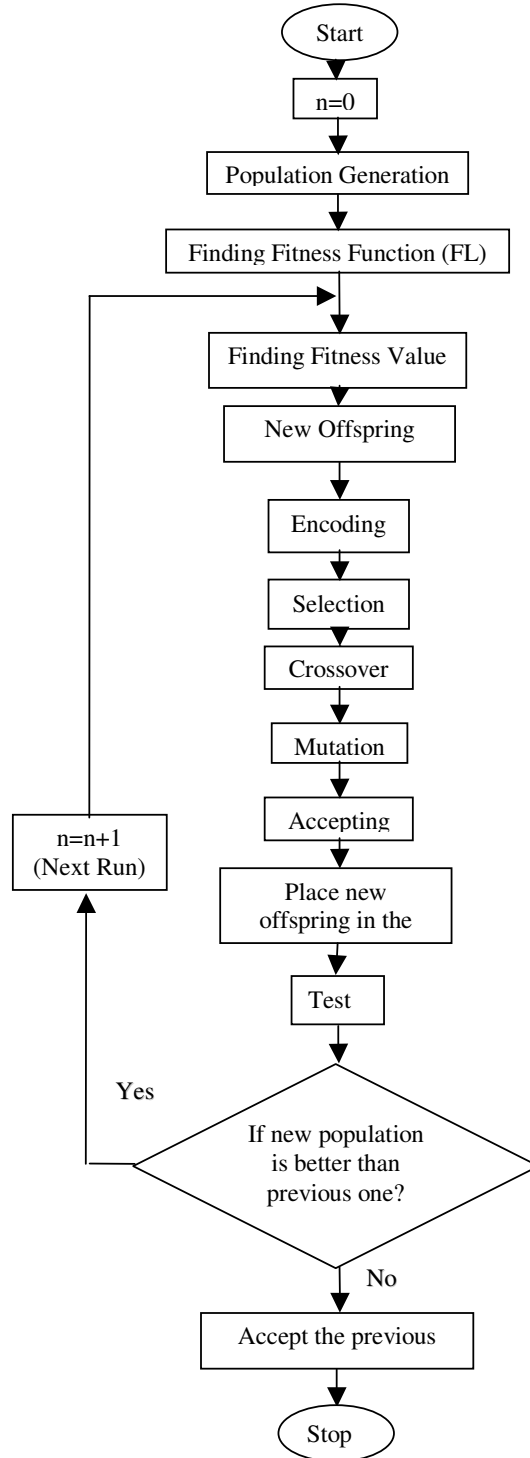 Start
n=0
Population Generation
Finding Fitness Function (FL)
Finding Fitness Value
New Offspring
Encoding
Selection
Crossover
Mutation
Accepting
n=n+1
(Next Run)
Place new
offspring in the
Test
Yes
If new population
is better than
previous one?
No
Accept the previous
Stop